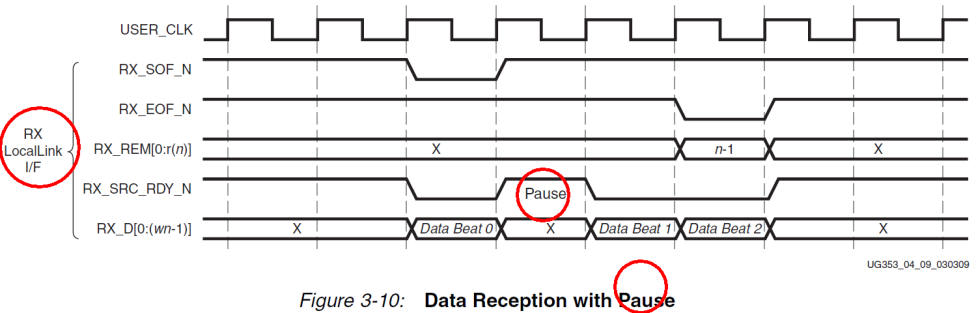 USER_CLK
RX_SOF_N
RX_EOF_N
RX
LocalLink
I/F
RX_REM[0:r(n)] X n-1 X
RX_SRC_RDY_N Pause
RX_D[0:(wn-1)] X Data Beat 0 X Data Beat 1 Data Beat 2 X
UG353_04_09_030309
Figure 3-10: Data Reception with Pause